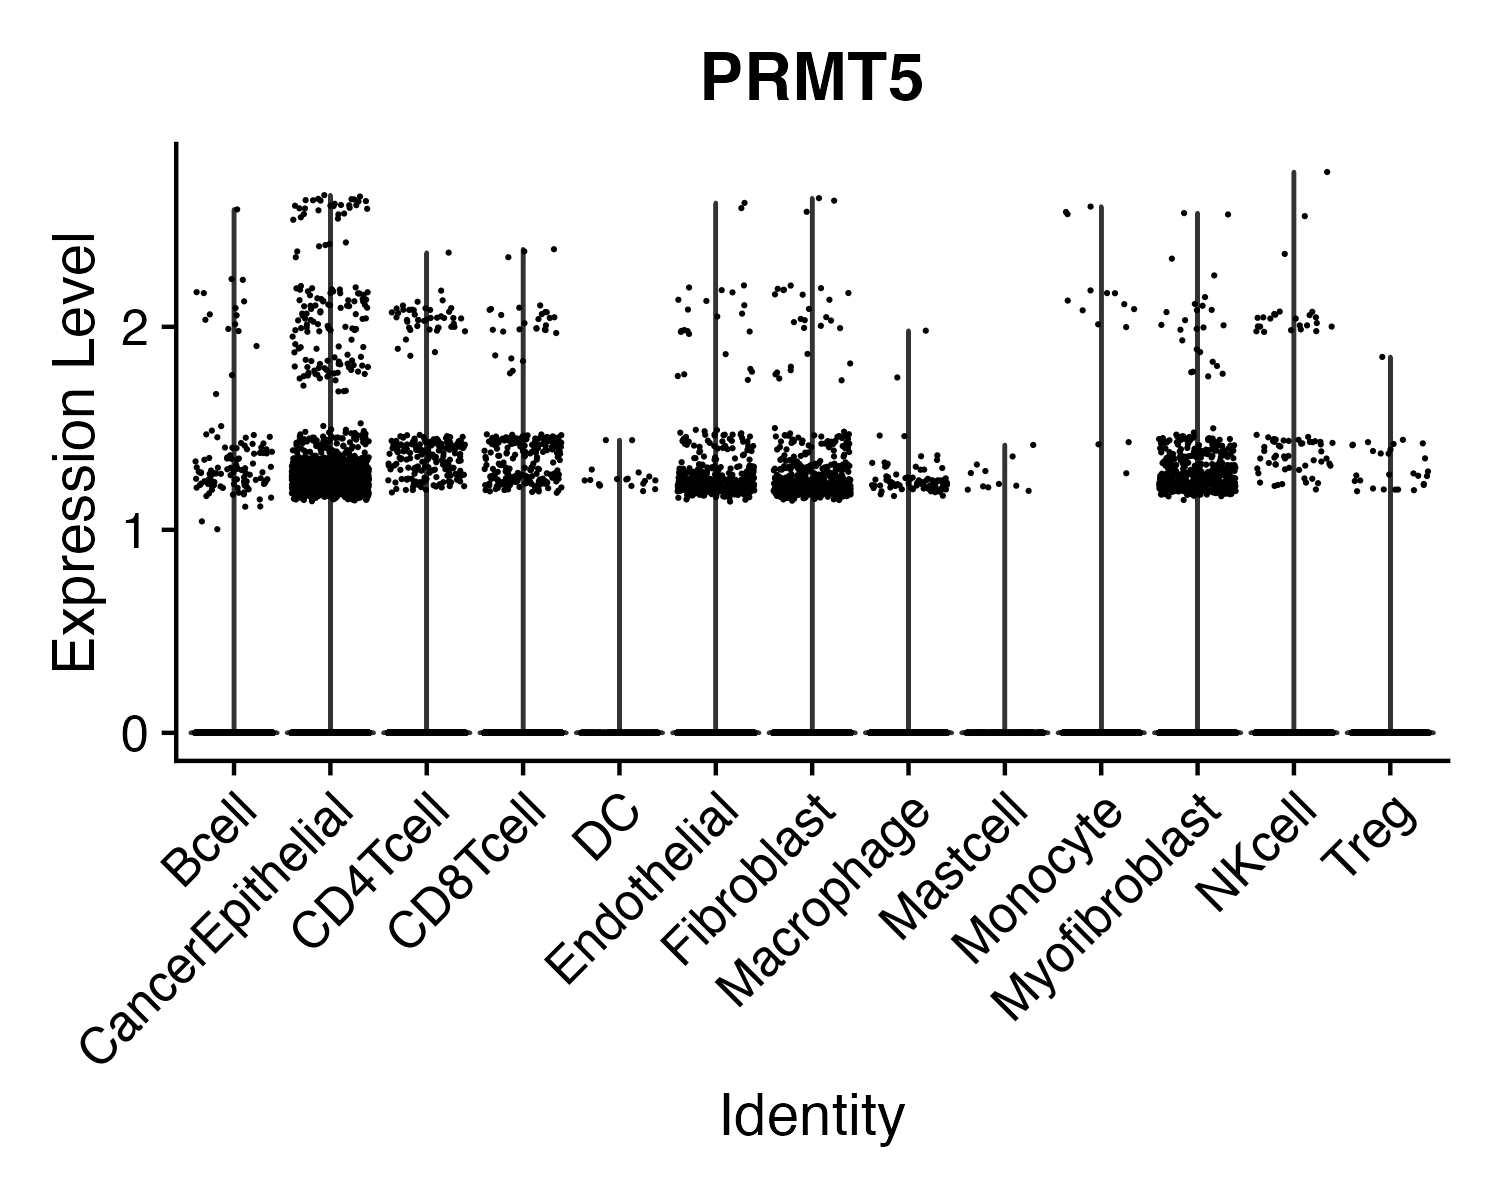 PRMT5
Expression Level
2
1
0
Bcell
CancerEpithelial
CD4Tcell
CD8Tcell
DC
Endothelial
Fibroblast
Macrophage
Mastcell
Monocyte
Myofibroblast
NKcell
Treg
Identity